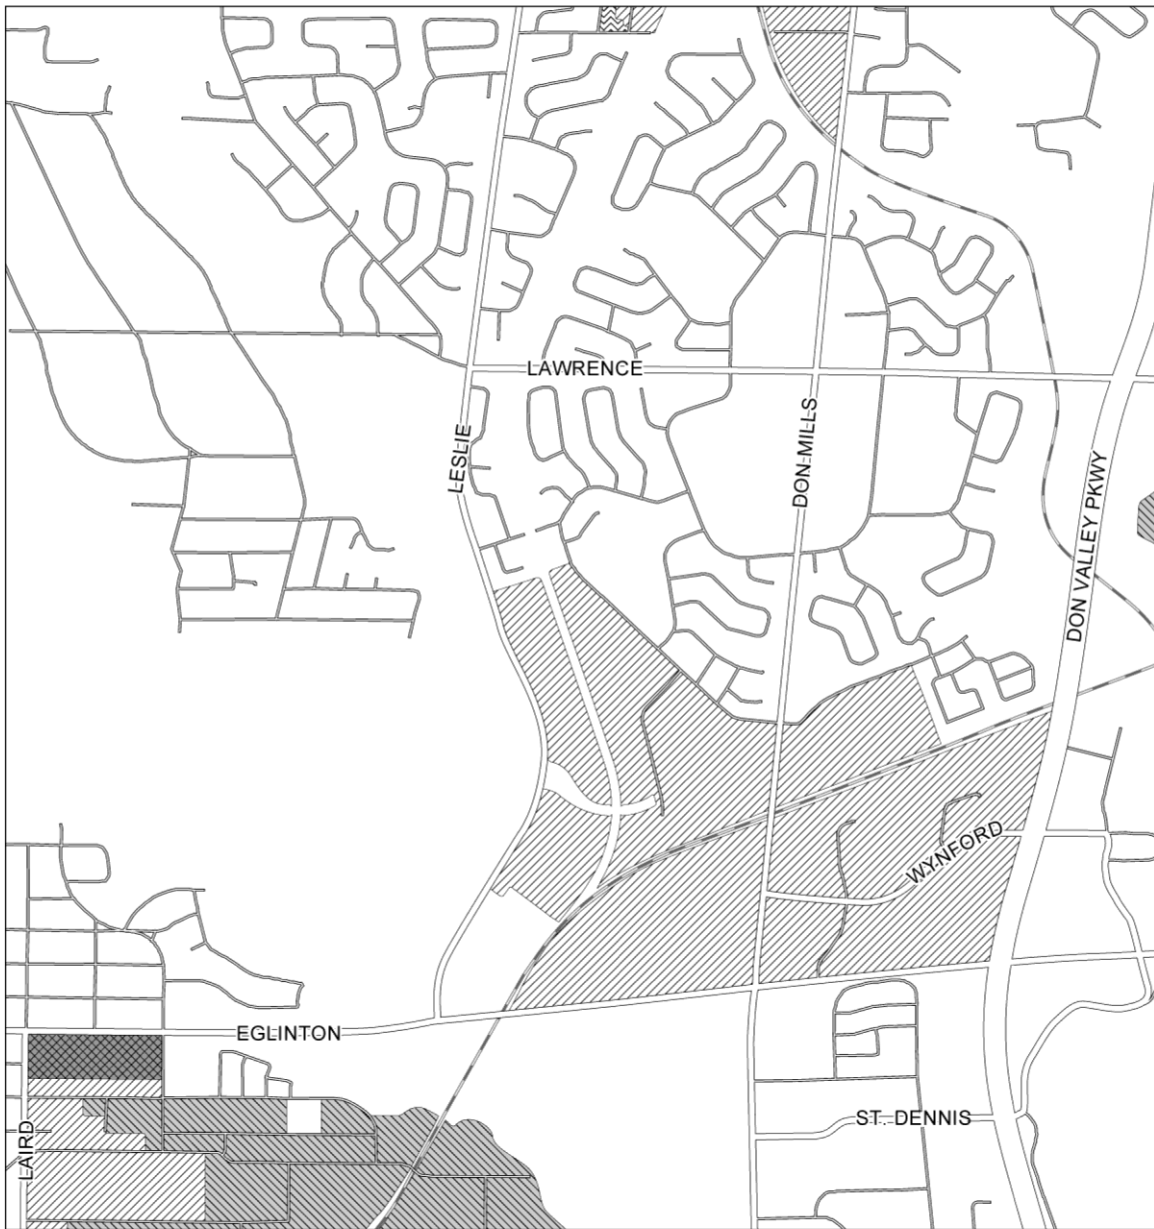 LAWRENCE
LESLIE
DON MILLS
DON VALLEY PKWY
WYNFORD
EGLINTON
ST. DENNIS
LAIRD